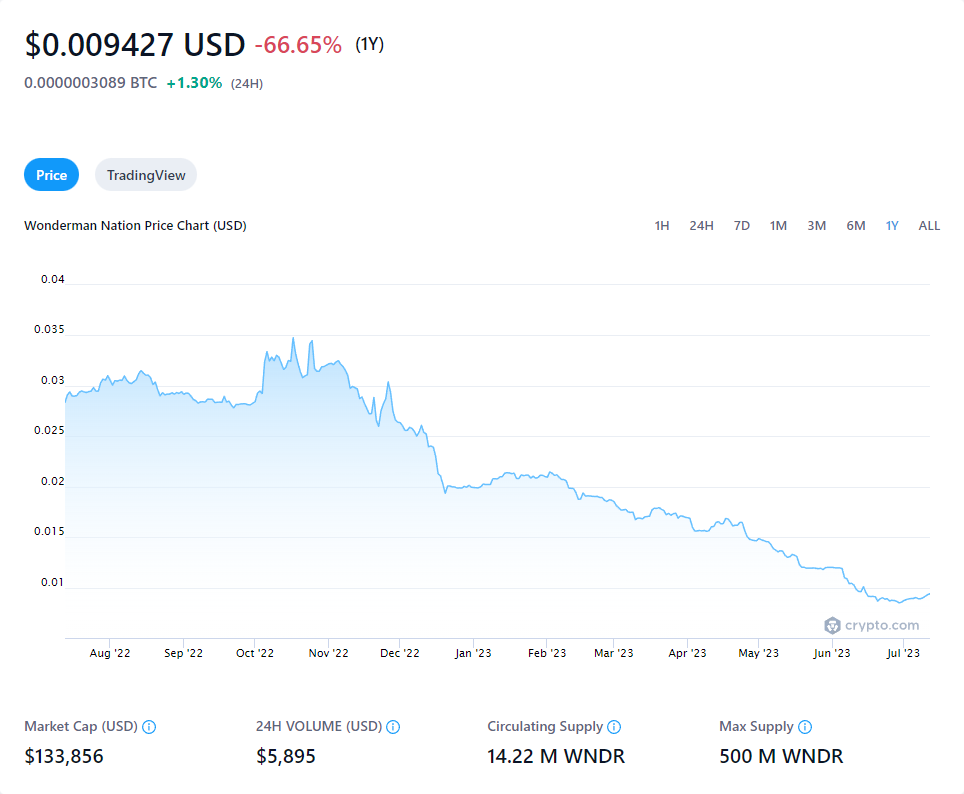 $0.009427 USD -66.65% (1Y)
0.0000003089 BTC +1.30% (24H)
Price TradingView
Wonderman Nation Price Chart (USD) 1H 24H 7D 1M 3M 6M 1Y ALL
0.04
0.035
0.03
0.025
0.02
0.015
0.01
crypto.com
Aug '22 Sep '22 Oct '22 Nov '22 Dec '22 Jan '23 Feb '23 Mar '23 Apr '23 May '23 Jun '23 Jul '23
Market Cap (USD) 24H VOLUME (USD) Circulating Supply Max Supply
$133,856 $5,895 14.22 M WNDR 500 M WNDR